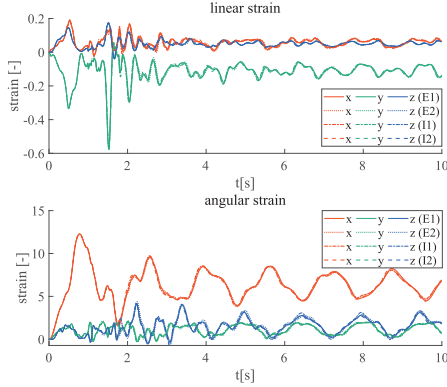 linear strain
0.2
0
-0.2
-0.4
-0.6
strain [-]
x y z (E1)
x y z (E2)
x y z (I1)
x y z (I2)
0 2 4 6 8 10
t[s]
angular strain
15
10
5
0
strain [-]
x y z (E1)
x y z (E2)
x y z (I1)
x y z (I2)
0 2 4 6 8 10
t[s]